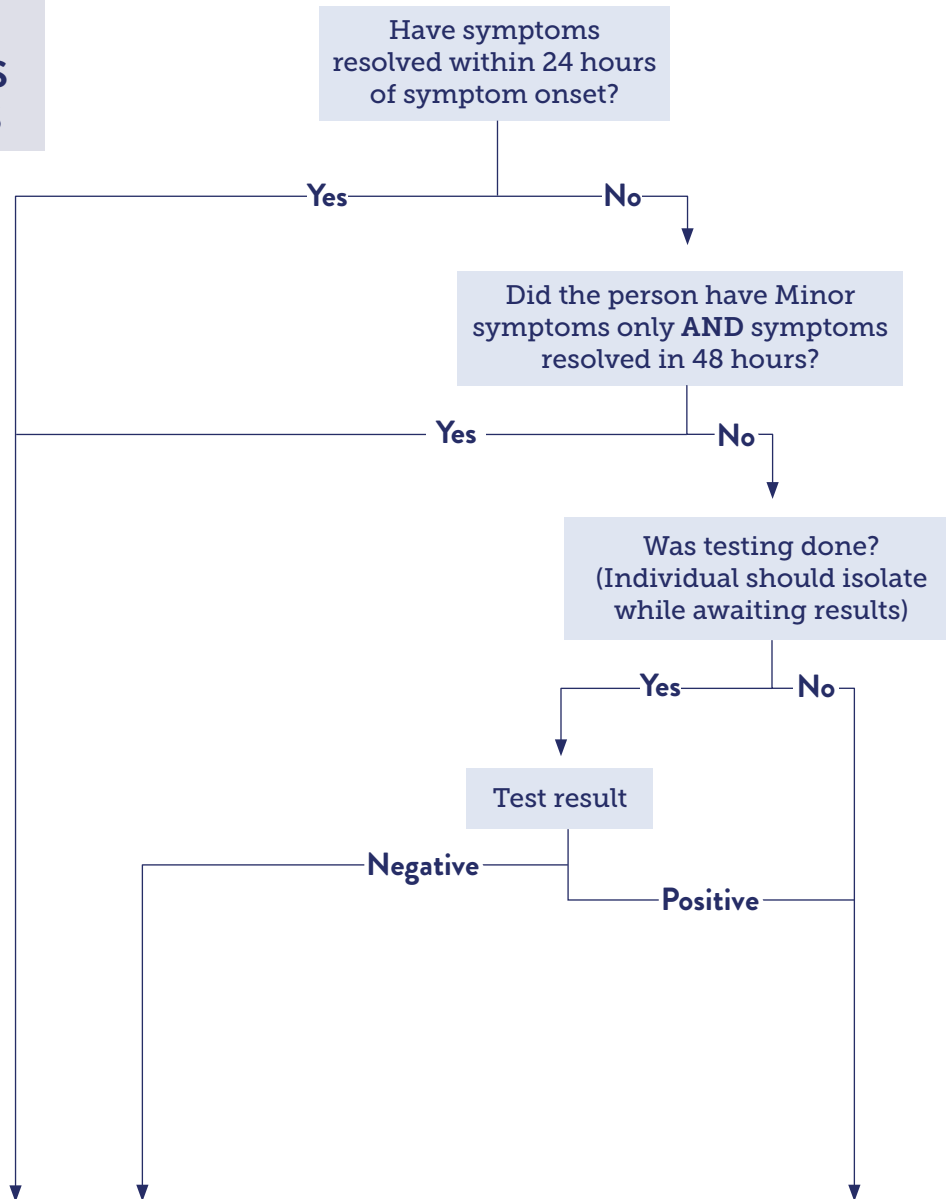 S
Have symptoms
resolved within 24 hours
of symptom onset?
Yes
No
Did the person have Minor
symptoms only AND symptoms
resolved in 48 hours?
Yes
No
Was testing done?
(Individual should isolate
while awaiting results)
Yes
No
Test result
Negative
Positive